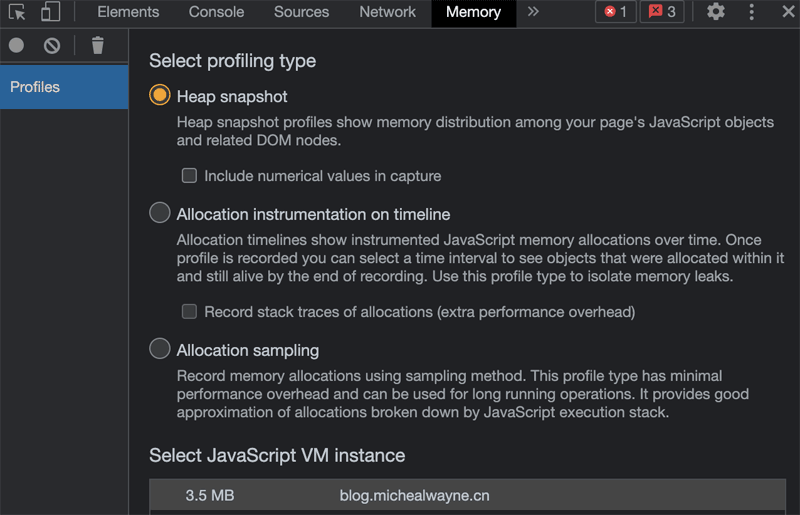 Elements Console Sources Network Memory » 1 3
Profiles
Select profiling type
Heap snapshot
Heap snapshot profiles show memory distribution among your page's JavaScript objects
and related DOM nodes.
Include numerical values in capture
Allocation instrumentation on timeline
Allocation timelines show instrumented JavaScript memory allocations over time. Once
profile is recorded you can select a time interval to see objects that were allocated within it
and still alive by the end of recording. Use this profile type to isolate memory leaks.
Record stack traces of allocations (extra performance overhead)
Allocation sampling
Record memory allocations using sampling method. This profile type has minimal
performance overhead and can be used for long running operations. It provides good
approximation of allocations broken down by JavaScript execution stack.
Select JavaScript VM instance
3.5 MB blog.michealwayne.cn